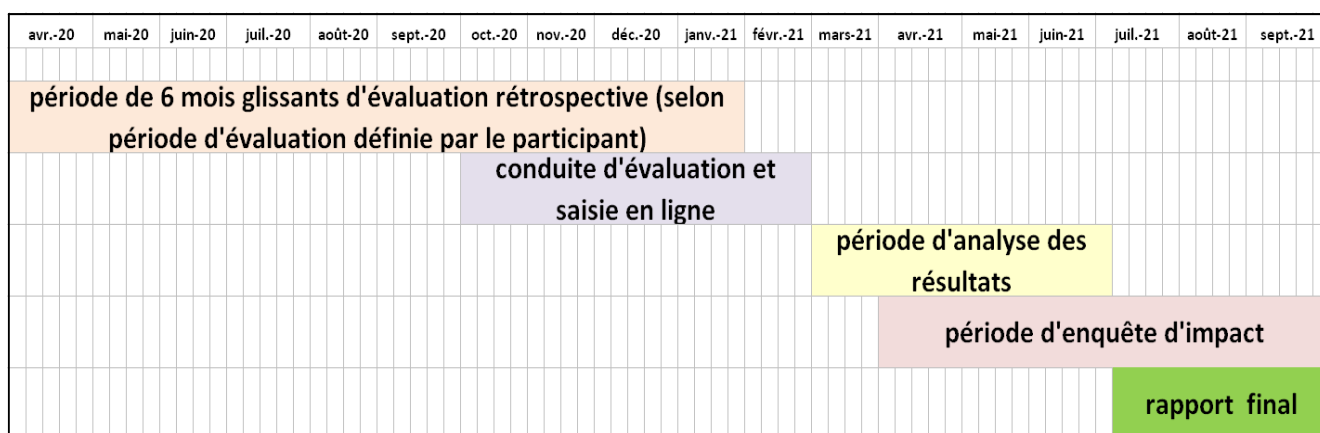 avr.-20 mai-20 juin-20 juil.-20 août-20 sept.-20 oct.-20 nov.-20 déc.-20 janv.-21 févr.-21 mars-21 avr.-21 mai-21 juin-21 juil.-21 août-21 sept.-21
période de 6 mois glissants d'évaluation rétrospective (selon
période d'évaluation définie par le participant)
conduite d'évaluation et
saisie en ligne
période d'analyse des
résultats
période d'enquête d'impact
rapport final